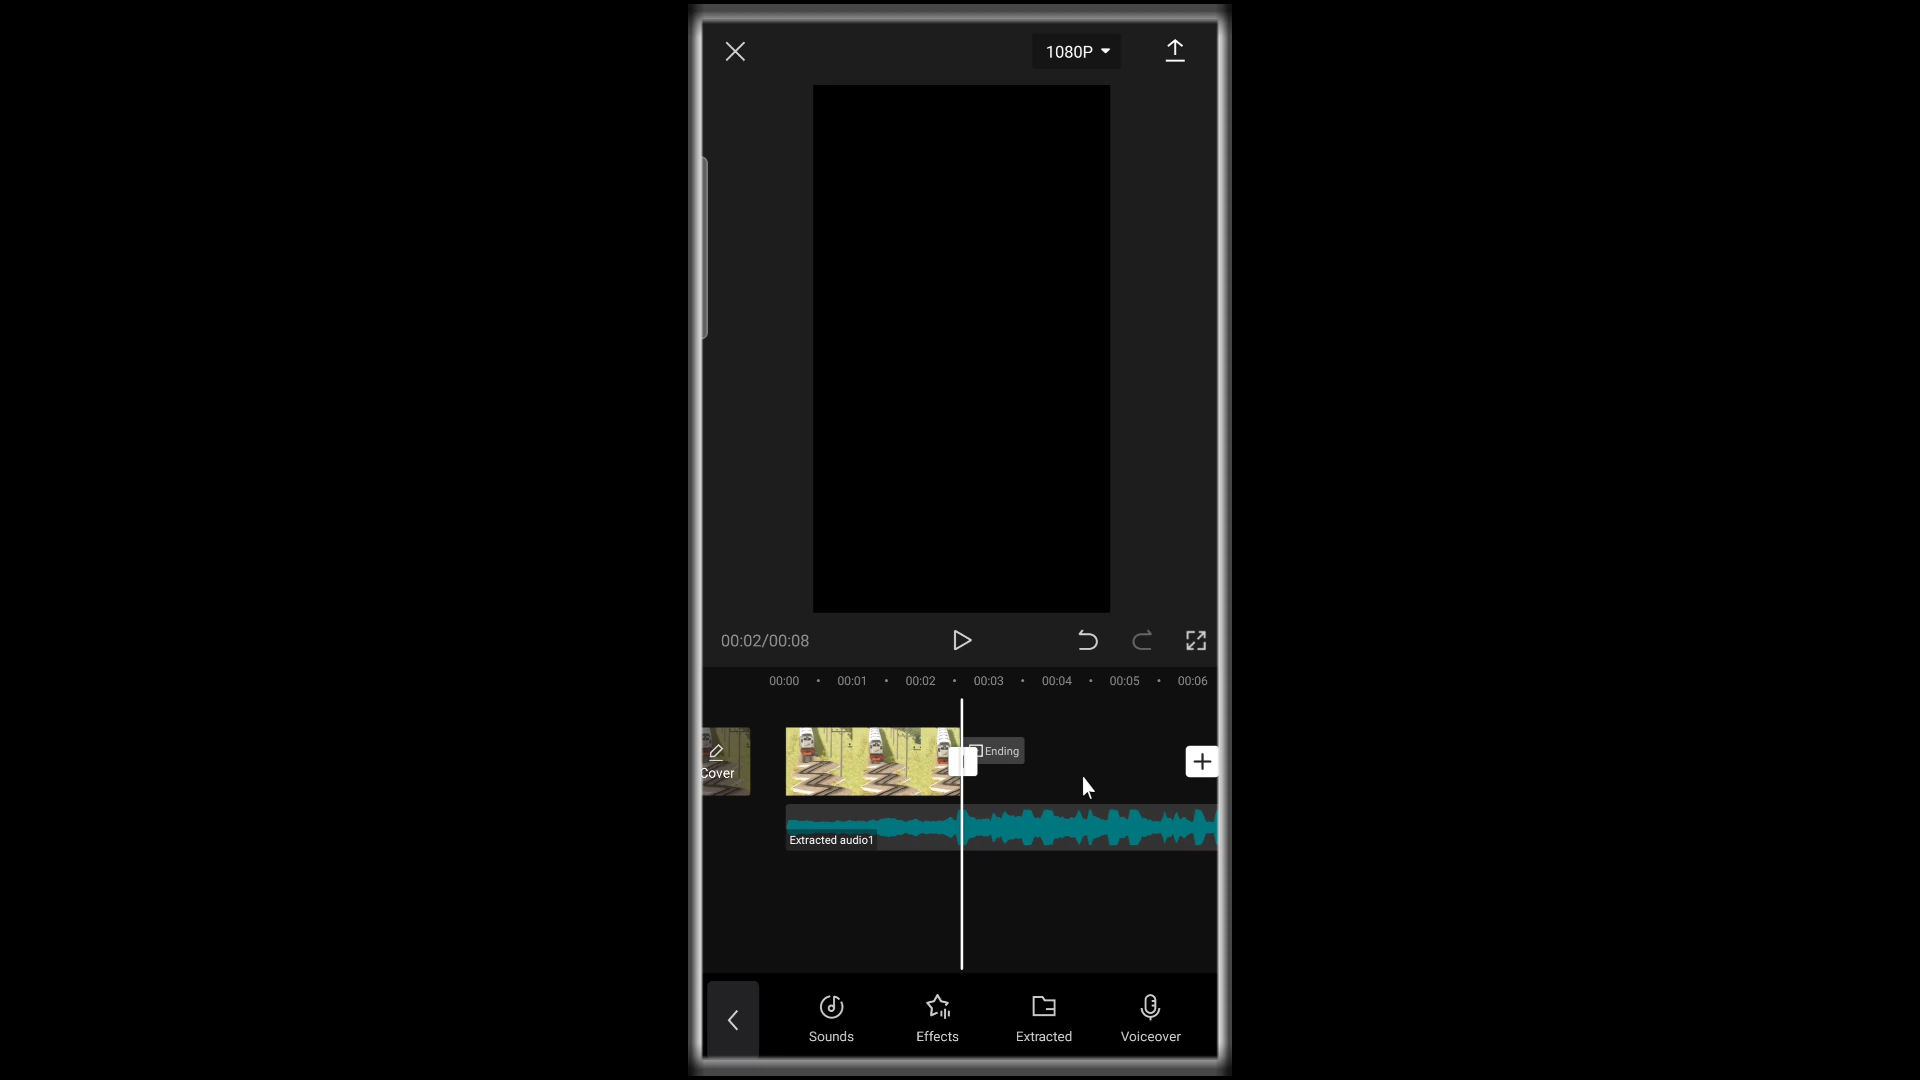 1080P
00:02/00:08
00:00 00:01 00:02 00:03 00:04 00:05 00:06
Cover
Ending
Extracted audio1
Sounds Effects Extracted Voiceover